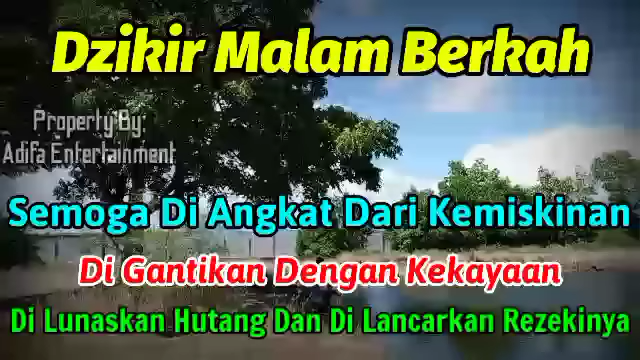 Dzikir Malam Berkah
Property By:
Adifa Entertainment
Semoga Di Angkat Dari Kemiskinan
Di Gantikan Dengan Kekayaan
Di Lunaskan Hutang Dan Di Lancarkan Rezekinya